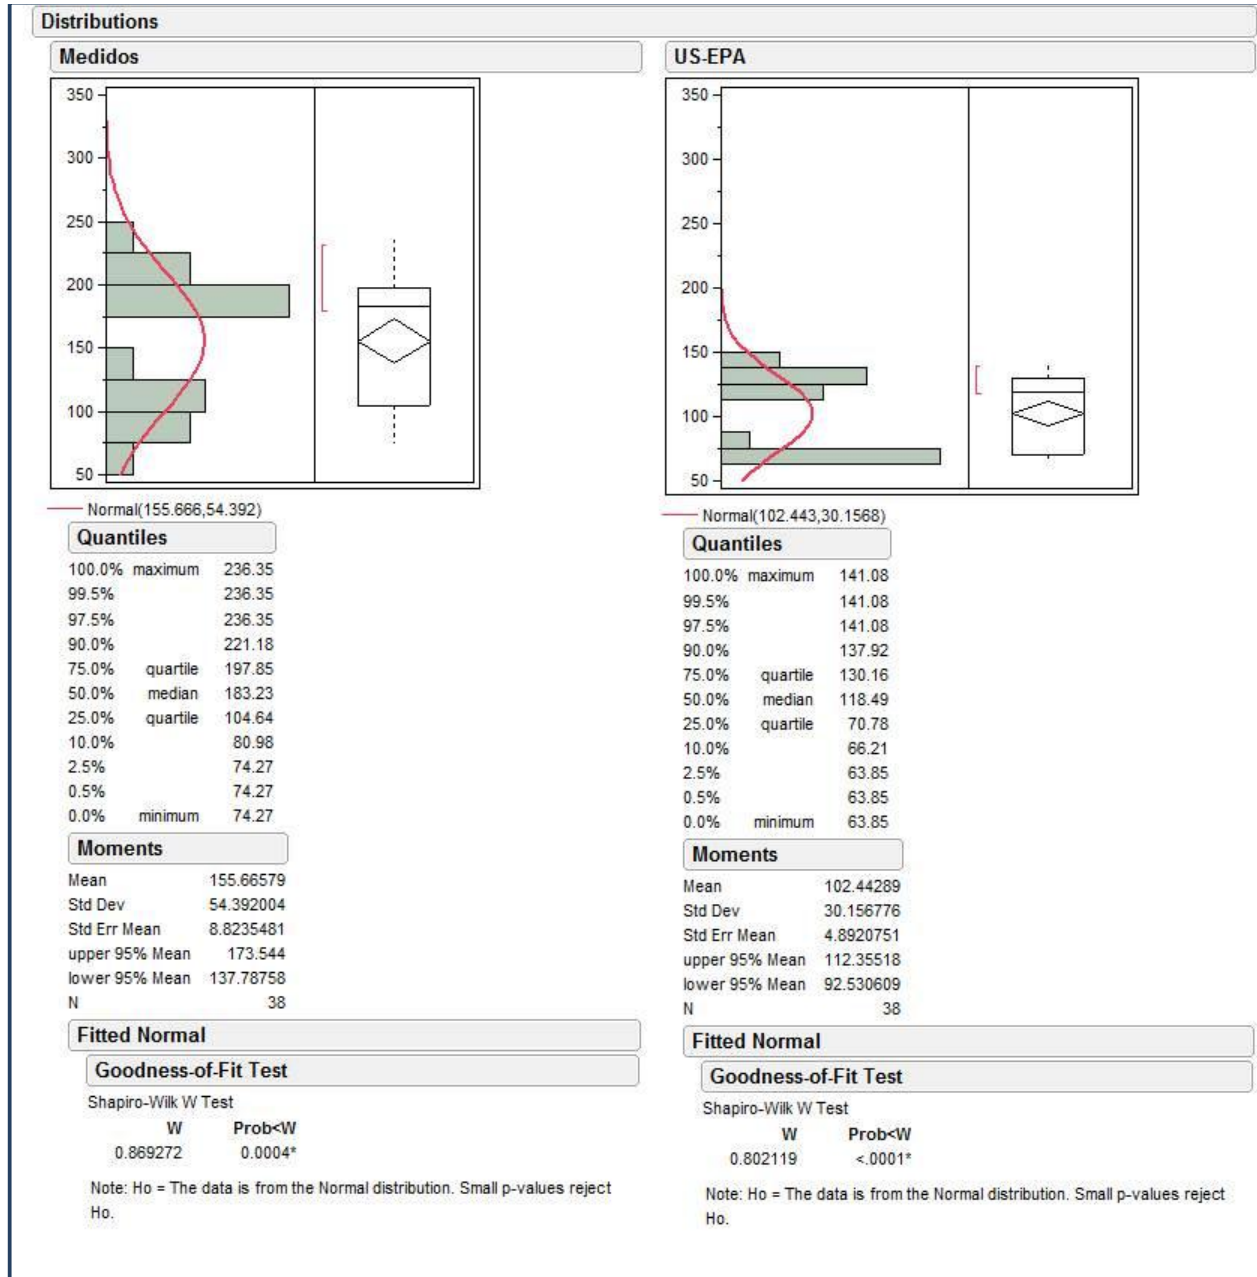 Distributions
Medidos
350
300
250
200
150
100
50
Normal(155.666,54.392)
Quantiles
100.0% maximum 236.35
99.5% 236.35
97.5% 236.35
90.0% 221.18
75.0% quartile 197.85
50.0% median 183.23
25.0% quartile 104.64
10.0% 80.98
2.5% 74.27
0.5% 74.27
0.0% minimum 74.27
Moments
Mean 155.66579
Std Dev 54.392004
Std Err Mean 8.8235481
upper 95% Mean 173.544
lower 95% Mean 137.78758
N 38
Fitted Normal
Goodness-of-Fit Test
Shapiro-Wilk W Test
W Prob<W
0.869272 0.0004*
Note: Ho = The data is from the Normal distribution. Small p-values reject
Ho.
US-EPA
350
300
250
200
150
100
50
Normal(102.443,30.1568)
Quantiles
100.0% maximum 141.08
99.5% 141.08
97.5% 141.08
90.0% 137.92
75.0% quartile 130.16
50.0% median 118.49
25.0% quartile 70.78
10.0% 66.21
2.5% 63.85
0.5% 63.85
0.0% minimum 63.85
Moments
Mean 102.44289
Std Dev 30.156776
Std Err Mean 4.8920751
upper 95% Mean 112.35518
lower 95% Mean 92.530609
N 38
Fitted Normal
Goodness-of-Fit Test
Shapiro-Wilk W Test
W Prob<W
0.802119 <.0001*
Note: Ho = The data is from the Normal distribution. Small p-values reject
Ho.